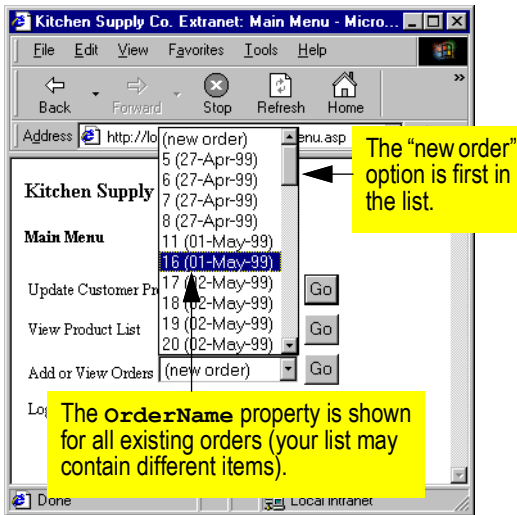 Kitchen Supply Co. Extranet: Main Menu - Micro...
File Edit View Favorites Tools Help
Back Forward Stop Refresh Home
»
Address http://lo enu.asp
(new order)
5 (27-Apr-99)
6 (27-Apr-99)
7 (27-Apr-99)
8 (27-Apr-99)
11 (01-May-99)
16 (01-May-99)
17 (02-May-99)
18 (02-May-99)
19 (02-May-99)
20 (02-May-99)
The “new order” option is first in the list.
Kitchen Supply
Main Menu
Update Customer Pr Go
View Product List Go
Add or View Orders (new order) Go
Log
The OrderName property is shown
for all existing orders (your list may
contain different items).
Done
Local intranet